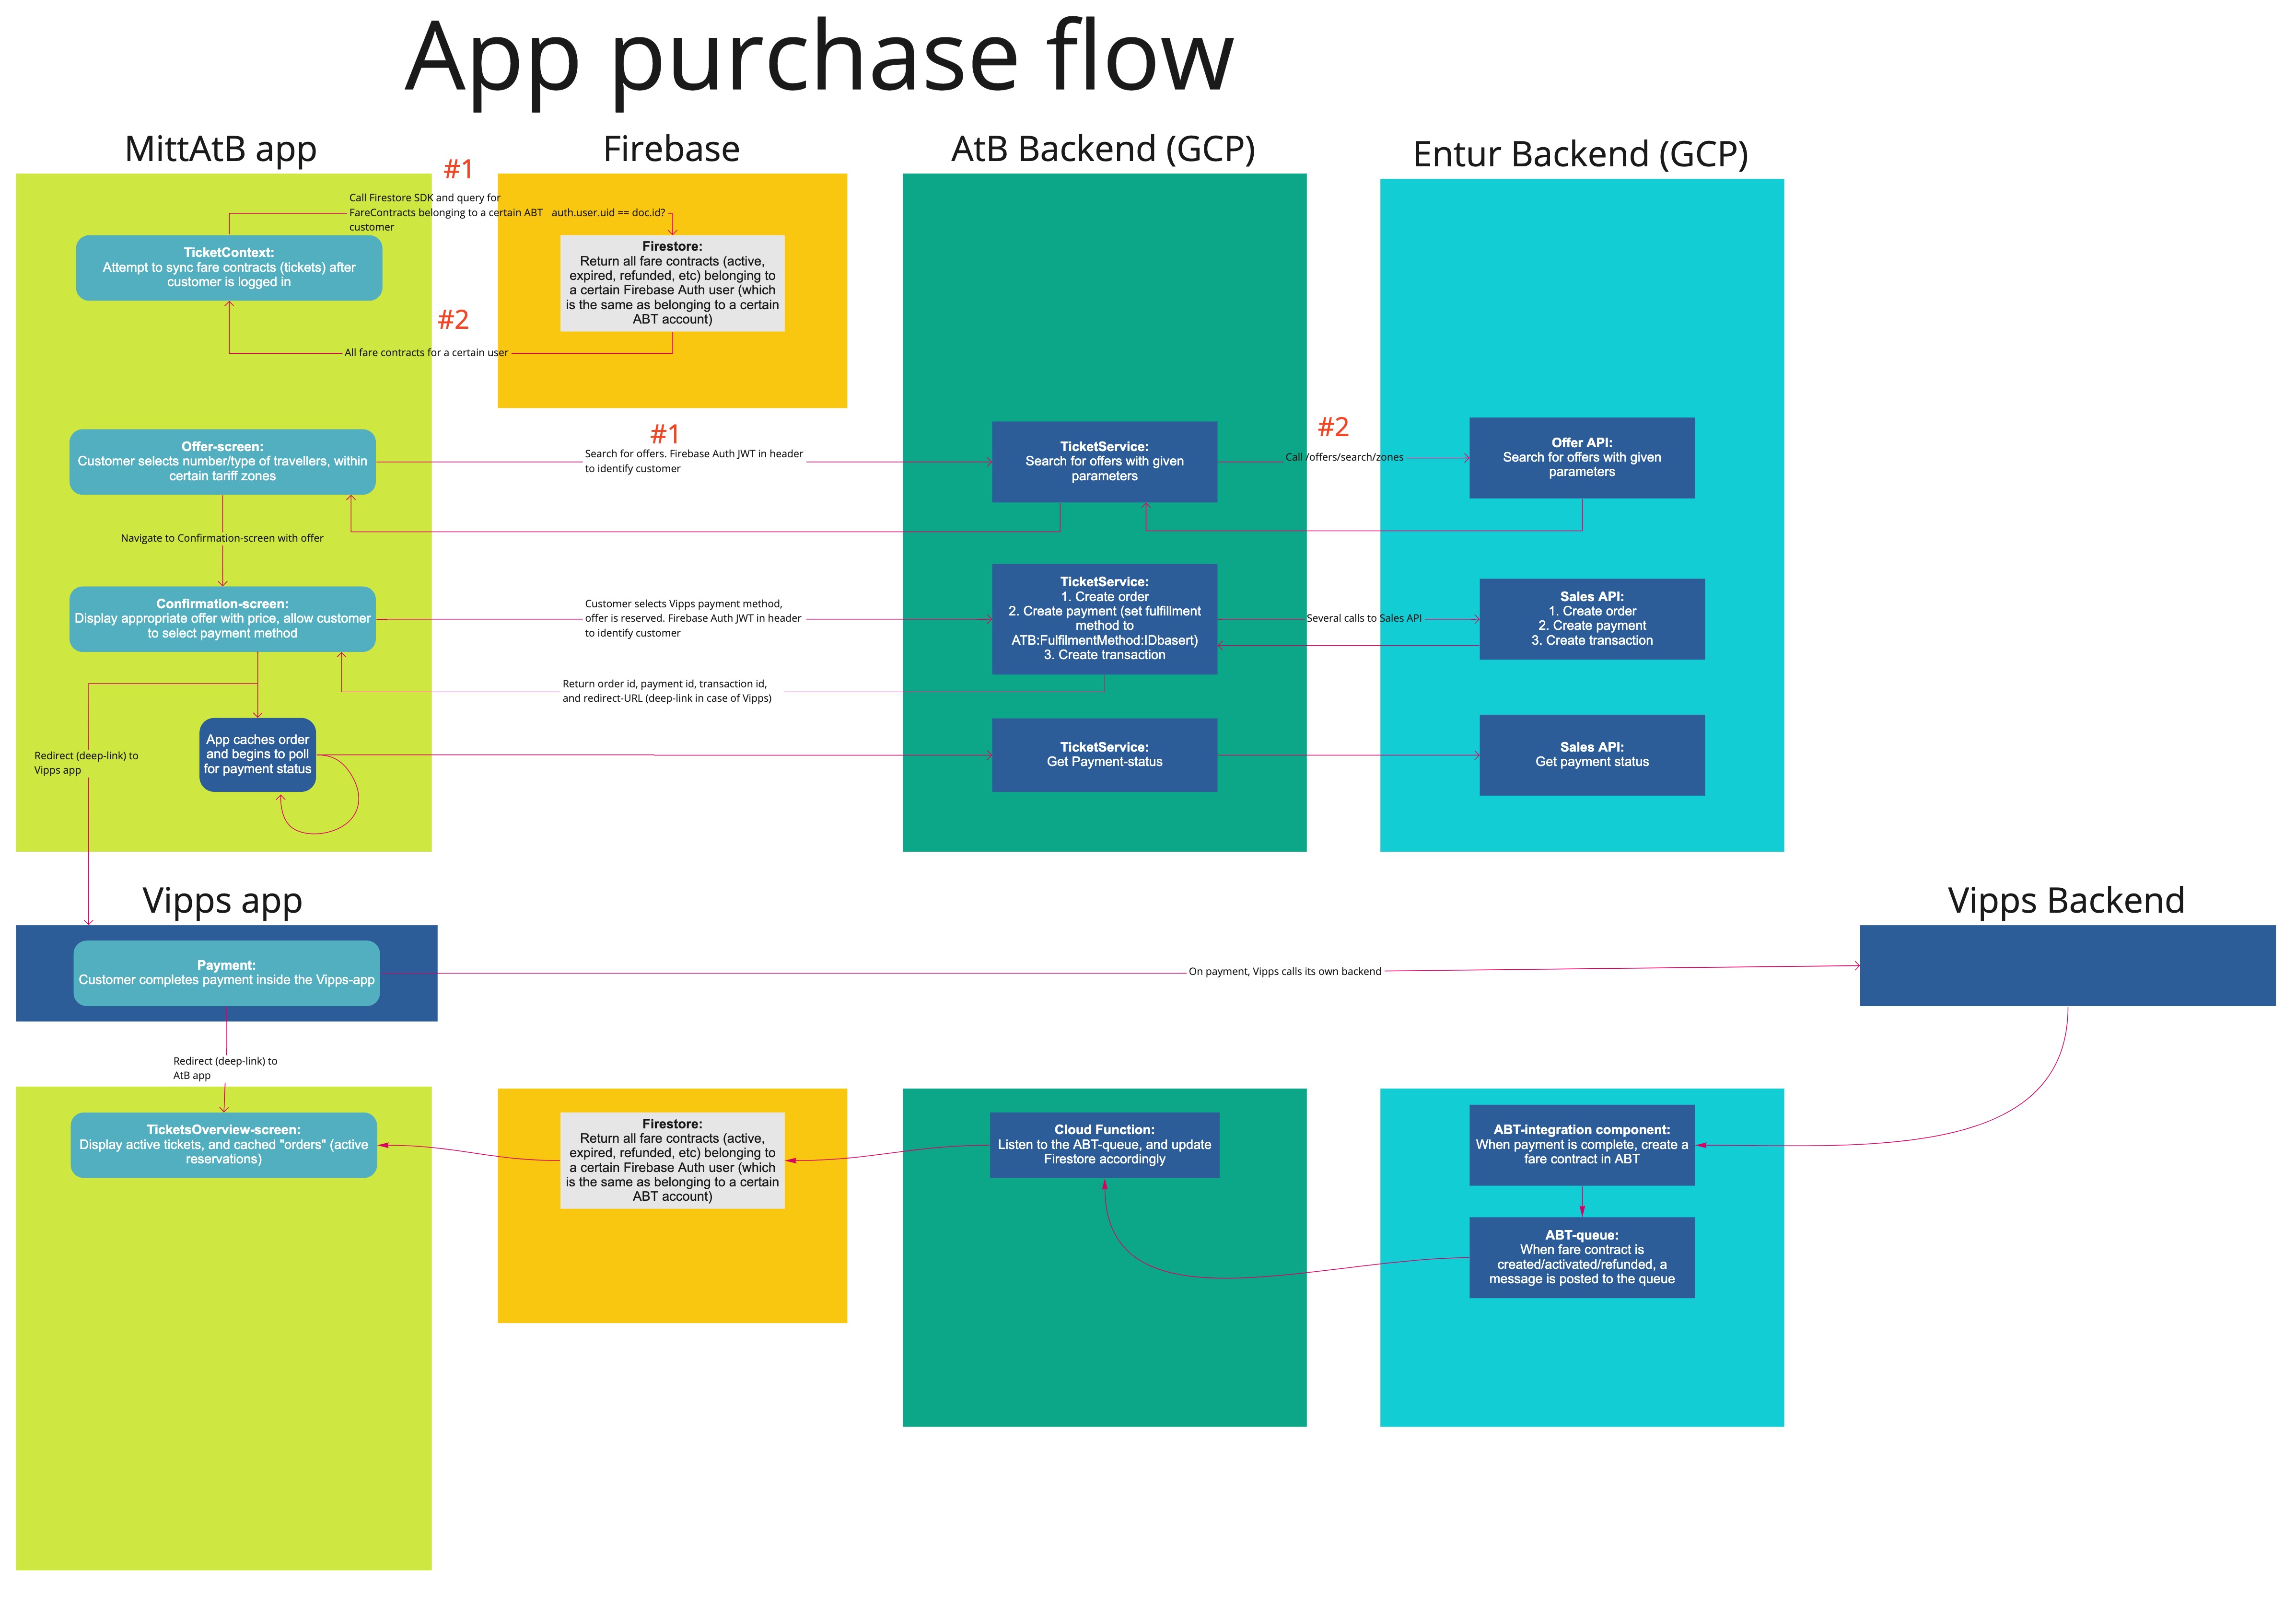 App purchase flow
MittAtB app
Firebase
AtB Backend (GCP)
Entur Backend (GCP)
#1
Call Firestore SDK and query for
FareContracts belonging to a certain ABT
customer
auth.user.uid == doc.id?
TicketContext:
Attempt to sync fare contracts (tickets) after
customer is logged in
Firestore:
Return all fare contracts (active,
expired, refunded, etc) belonging to
a certain Firebase Auth user (which
is the same as belonging to a certain
ABT account)
#2
All fare contracts for a certain user
#1
#2
Offer-screen:
Customer selects number/type of travellers, within
certain tariff zones
Search for offers. Firebase Auth JWT in header
to identify customer
TicketService:
Search for offers with given
parameters
Call /offers/search/zones
Offer API:
Search for offers with given
parameters
Navigate to Confirmation-screen with offer
Confirmation-screen:
Display appropriate offer with price, allow customer
to select payment method
Customer selects Vipps payment method,
offer is reserved. Firebase Auth JWT in header
to identify customer
TicketService:
1. Create order
2. Create payment (set fulfillment
method to
ATB:FulfilmentMethod:IDbasert)
3. Create transaction
Several calls to Sales API
Sales API:
1. Create order
2. Create payment
3. Create transaction
Return order id, payment id, transaction id,
and redirect-URL (deep-link in case of Vipps)
Redirect (deep-link) to
Vipps app
App caches order
and begins to poll
for payment status
TicketService:
Get Payment-status
Sales API:
Get payment status
Vipps app
Vipps Backend
Payment:
Customer completes payment inside the Vipps-app
On payment, Vipps calls its own backend
Redirect (deep-link) to
AtB app
TicketsOverview-screen:
Display active tickets, and cached "orders" (active
reservations)
Firestore:
Return all fare contracts (active,
expired, refunded, etc) belonging to
a certain Firebase Auth user (which
is the same as belonging to a certain
ABT account)
Cloud Function:
Listen to the ABT-queue, and update
Firestore accordingly
ABT-integration component:
When payment is complete, create a
fare contract in ABT
ABT-queue:
When fare contract is
created/activated/refunded, a
message is posted to the queue